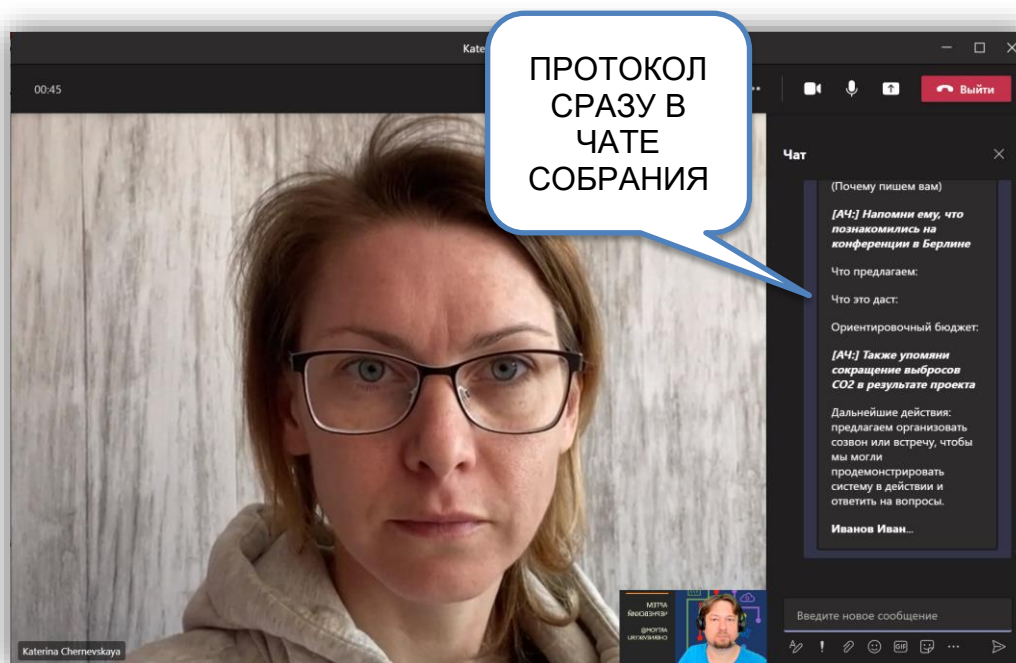 Kate
ПРОТОКОЛ
СРАЗУ В
ЧАТЕ
СОБРАНИЯ
00:45
Выйти
Чат
(Почему пишем вам)
[АЧ:] Напомни ему, что
познакомились на
конференции в Берлине
Что предлагаем:
Что это даст:
Ориентировочный бюджет:
[АЧ:] Также упомяни
сокращение выбросов
СО2 в результате проекта
Дальнейшие действия:
предлагаем организовать
созвон или встречу, чтобы
мы могли
продемонстрировать
систему в действии и
ответить на вопросы.
Иванов Иван...
Введите новое сообщение
GIF
Katerina Chernevskaya